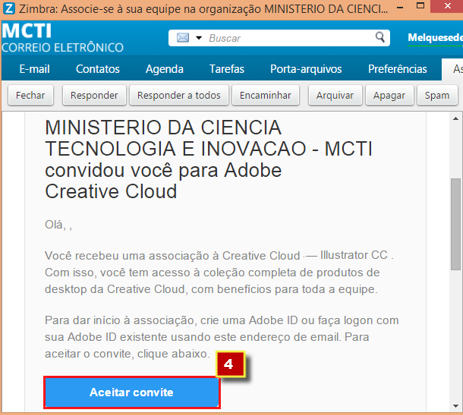 Zimbra: Associe-se à sua equipe na organização MINISTERIO DA CIENCI...
MCTI
CORREIO ELETRÔNICO
Buscar
Melquesede
E-mail Contatos Agenda Tarefas Porta-arquivos Preferências As
Fechar Responder Responder a todos Encaminhar Arquivar Apagar Spam
MINISTERIO DA CIENCIA
TECNOLOGIA E INOVACAO - MCTI
convidou você para Adobe
Creative Cloud
Olá, ,
Você recebeu uma associação à Creative Cloud — Illustrator CC .
Com isso, você tem acesso à coleção completa de produtos de
desktop da Creative Cloud, com benefícios para toda a equipe.
Para dar início à associação, crie uma Adobe ID ou faça logon com
sua Adobe ID existente usando este endereço de email. Para
aceitar o convite, clique abaixo.
4
Aceitar convite